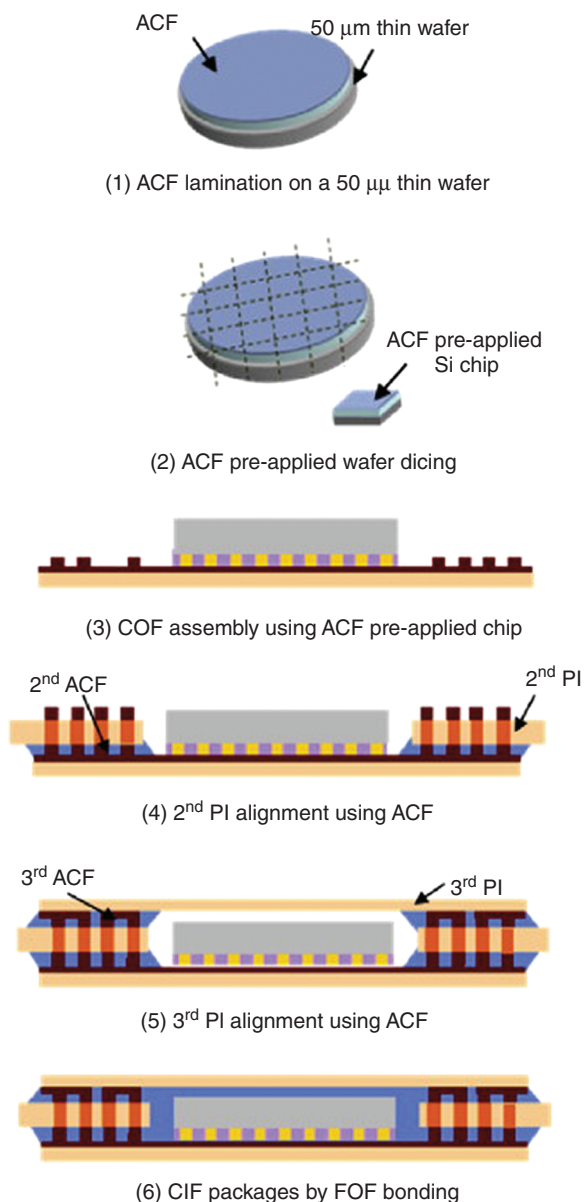 ACF
50 μm thin wafer
(1) ACF lamination on a 50 μμ thin wafer
ACF pre-applied
Si chip
(2) ACF pre-applied wafer dicing
(3) COF assembly using ACF pre-applied chip
2nd ACF
2nd PI
(4) 2nd PI alignment using ACF
3rd ACF
3rd PI
(5) 3rd PI alignment using ACF
(6) CIF packages by FOF bonding